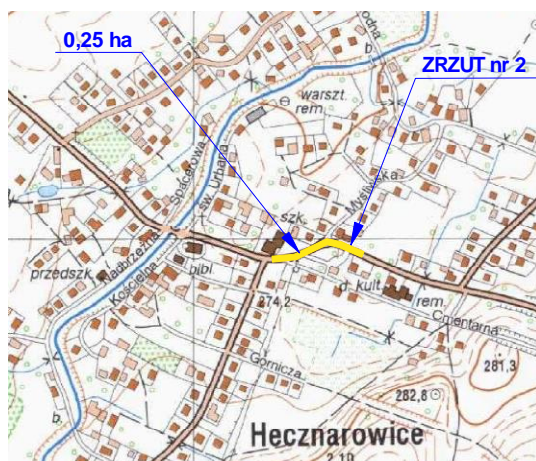 0,25 ha
ZRZUT nr 2
b.
warszt.
rem.
Spacerowa
św. Urbana
Myśliwska
szk.
Nadbrzeżna
Kościelna
przedszk.
bibl.
274,2
d. kult.
rem.
Cmentarna
Górnicza
281,3
282,8
b.
Hecznarowice